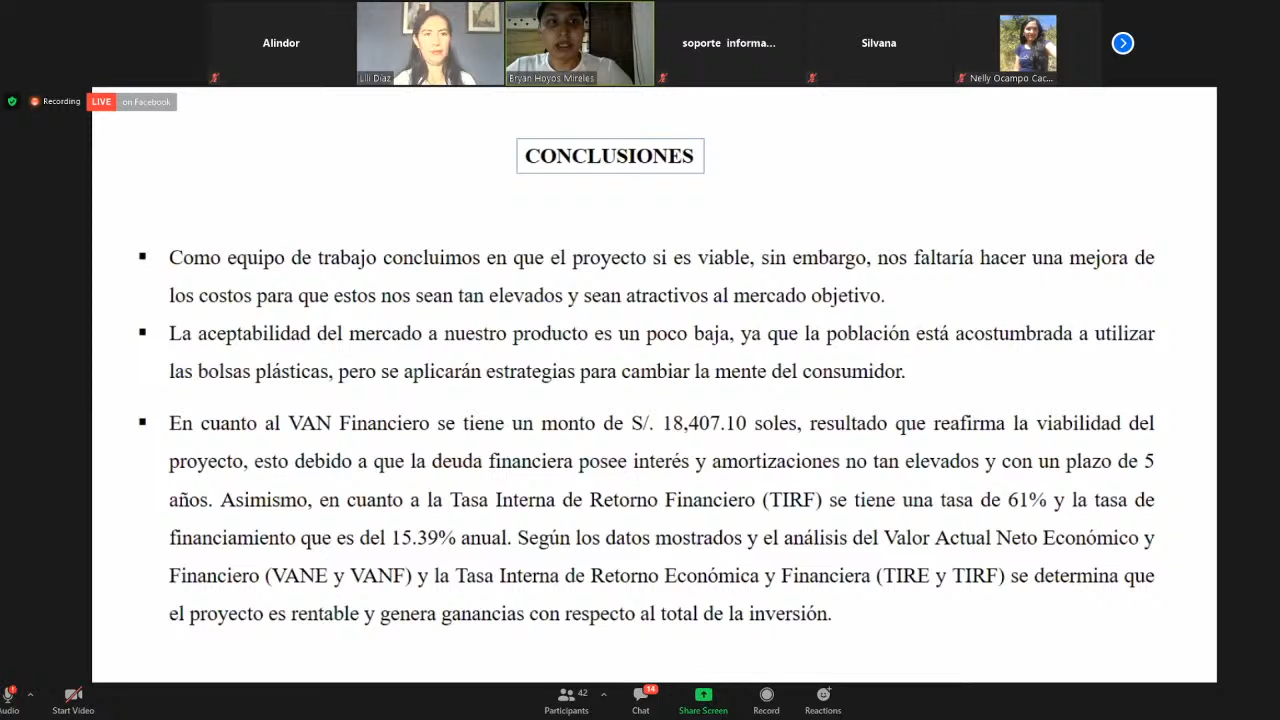 Alindor
Lili Diaz
Bryan Hoyos Mireles
soporte informa...
Silvana
Nelly Ocampo Cac...
Recording
LIVE on Facebook
CONCLUSIONES
▪ Como equipo de trabajo concluimos en que el proyecto si es viable, sin embargo, nos faltaría hacer una mejora de
los costos para que estos nos sean tan elevados y sean atractivos al mercado objetivo.
▪ La aceptabilidad del mercado a nuestro producto es un poco baja, ya que la población está acostumbrada a utilizar
las bolsas plásticas, pero se aplicarán estrategias para cambiar la mente del consumidor.
▪ En cuanto al VAN Financiero se tiene un monto de S/. 18,407.10 soles, resultado que reafirma la viabilidad del
proyecto, esto debido a que la deuda financiera posee interés y amortizaciones no tan elevados y con un plazo de 5
años. Asimismo, en cuanto a la Tasa Interna de Retorno Financiero (TIRF) se tiene una tasa de 61% y la tasa de
financiamiento que es del 15.39% anual. Según los datos mostrados y el análisis del Valor Actual Neto Económico y
Financiero (VANE y VANF) y la Tasa Interna de Retorno Económica y Financiera (TIRE y TIRF) se determina que
el proyecto es rentable y genera ganancias con respecto al total de la inversión.
Audio
Start Video
Participants 42
Chat 14
Share Screen
Record
Reactions